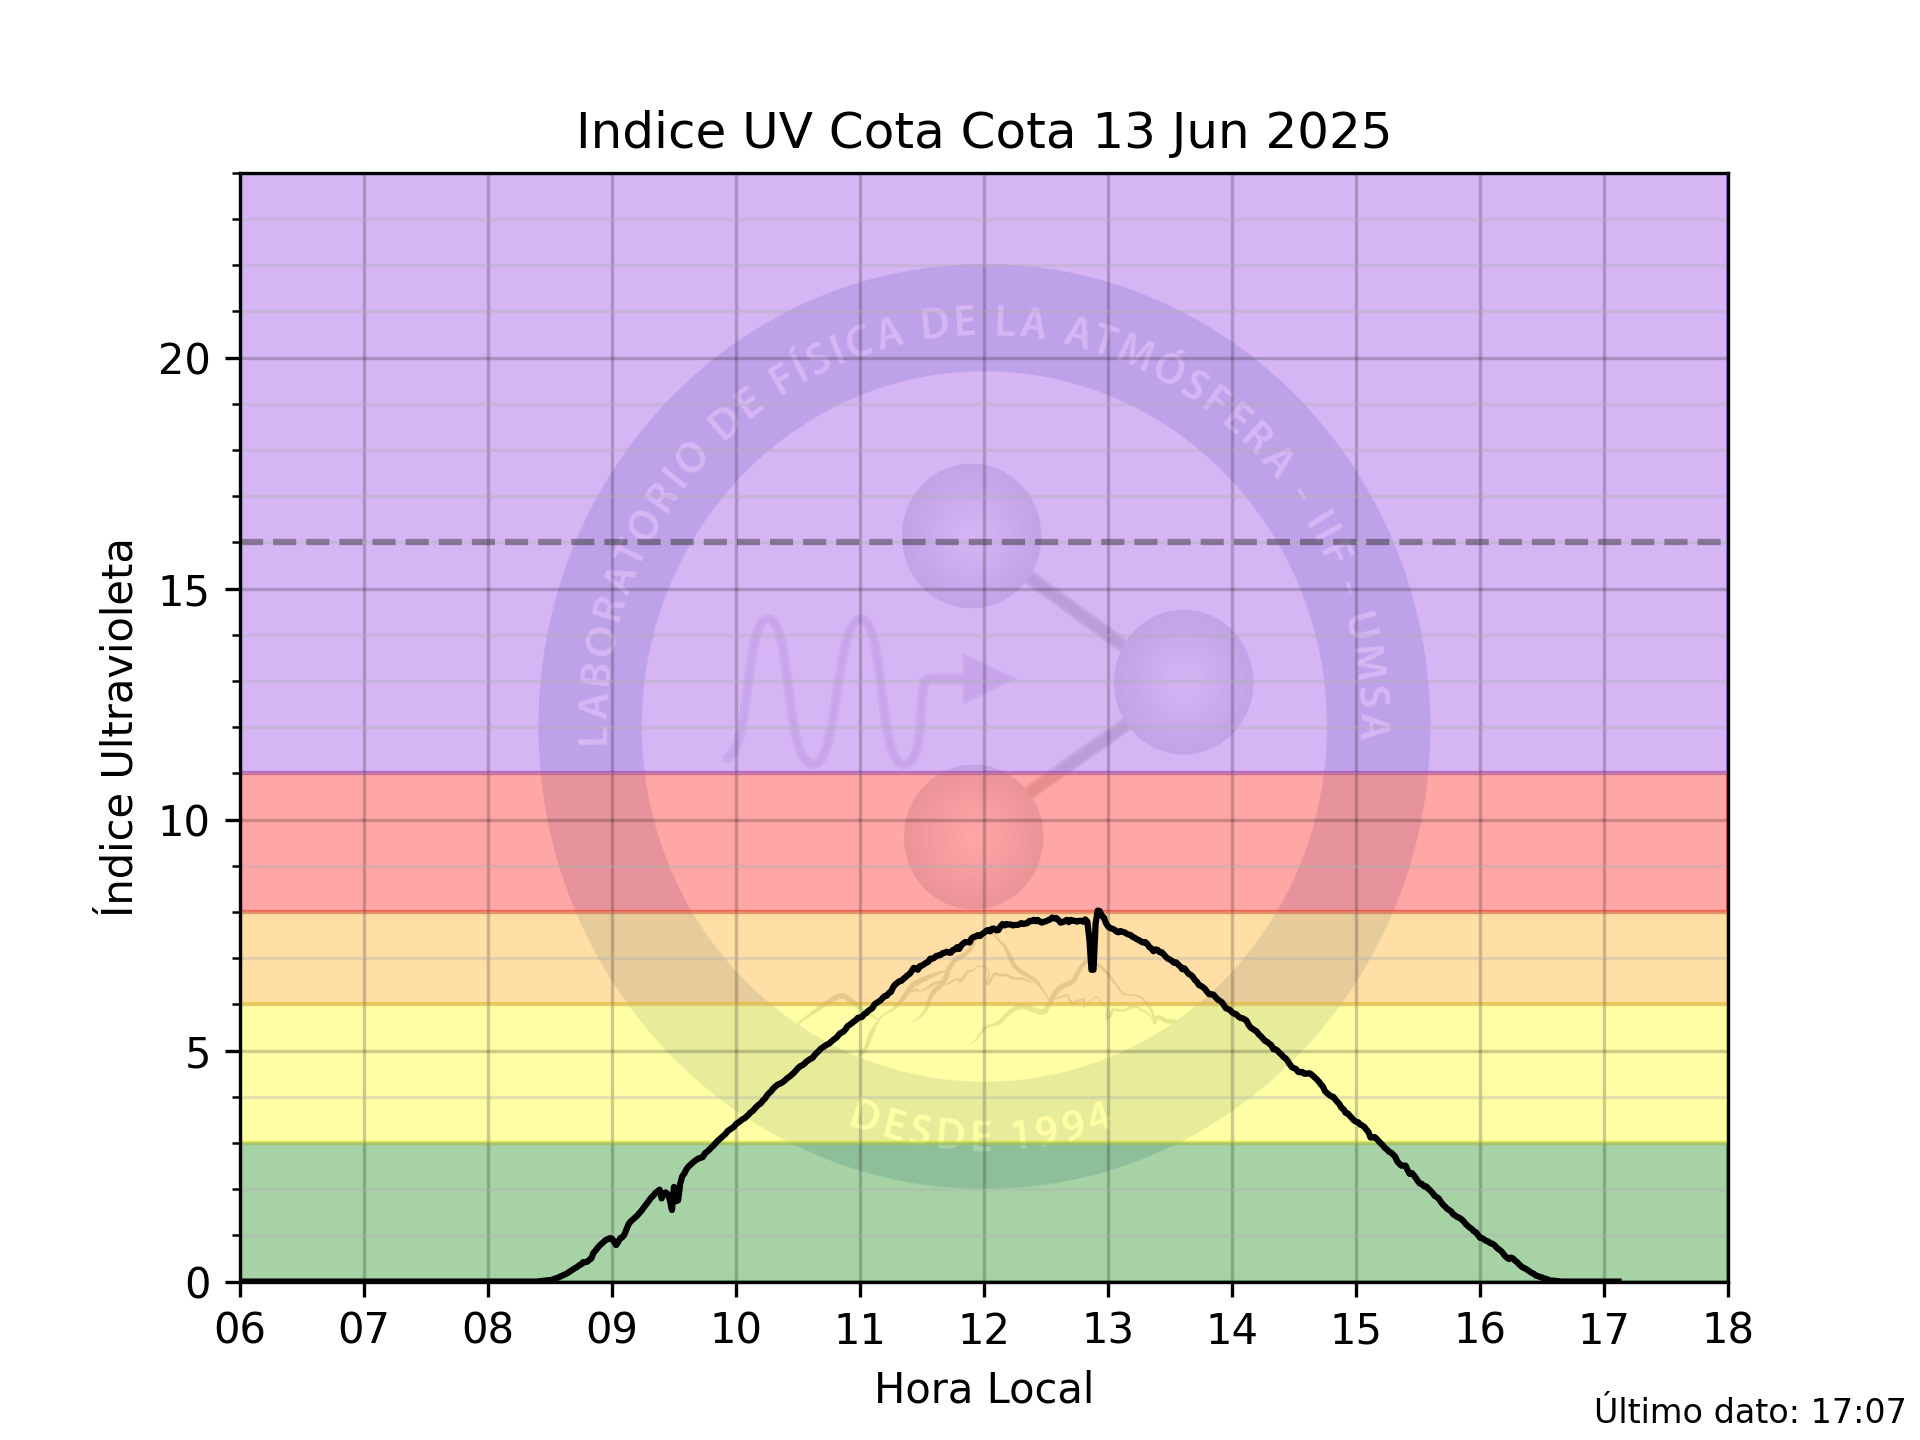 Indice UV Cota Cota 13 Jun 2025
LABORATORIO DE FÍSICA DE LA ATMÓSFERA - IIF - UMSA
DESDE 1994
Índice Ultravioleta
20
15
10
5
0
06 07 08 09 10 11 12 13 14 15 16 17 18
Hora Local
Último dato: 17:07